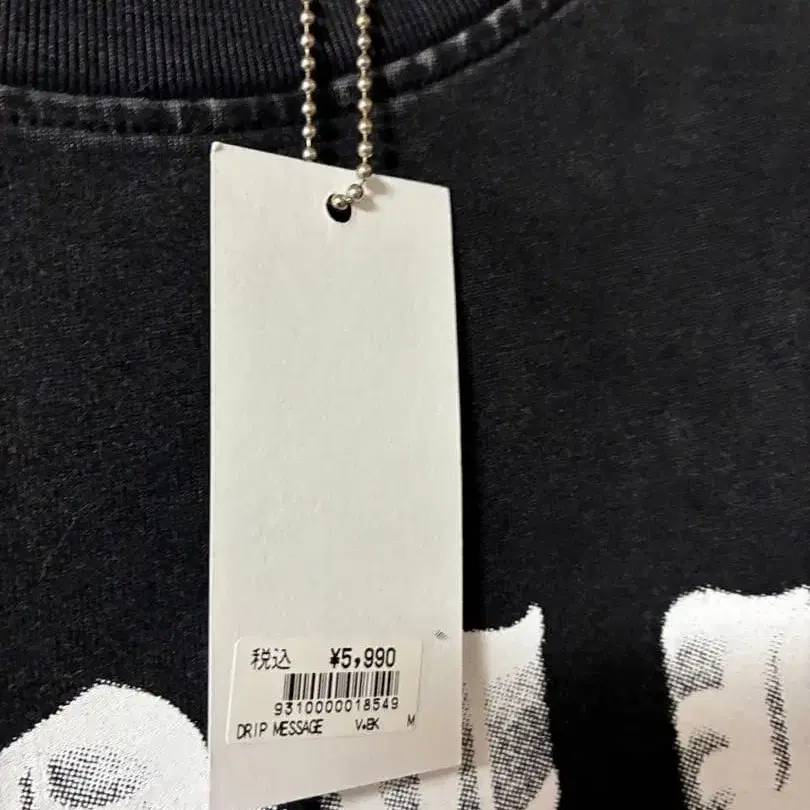 税込 ¥5,990
9310000018549
DRIP MESSAGE V•BK M